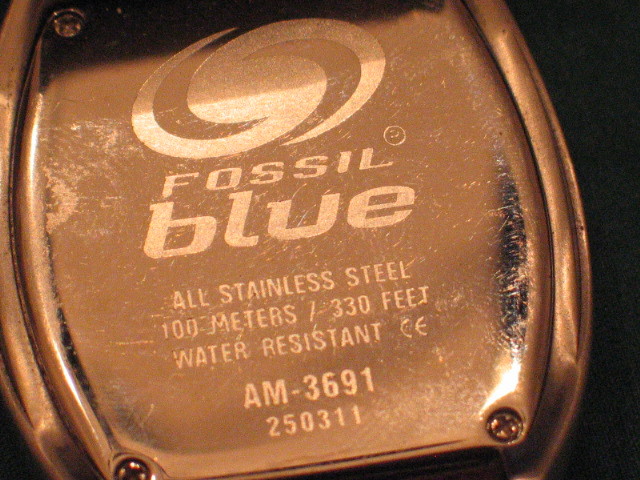 FOSSIL ®
blue
ALL STAINLESS STEEL
100 METERS / 330 FEET
WATER RESISTANT CE
AM-3691
250311